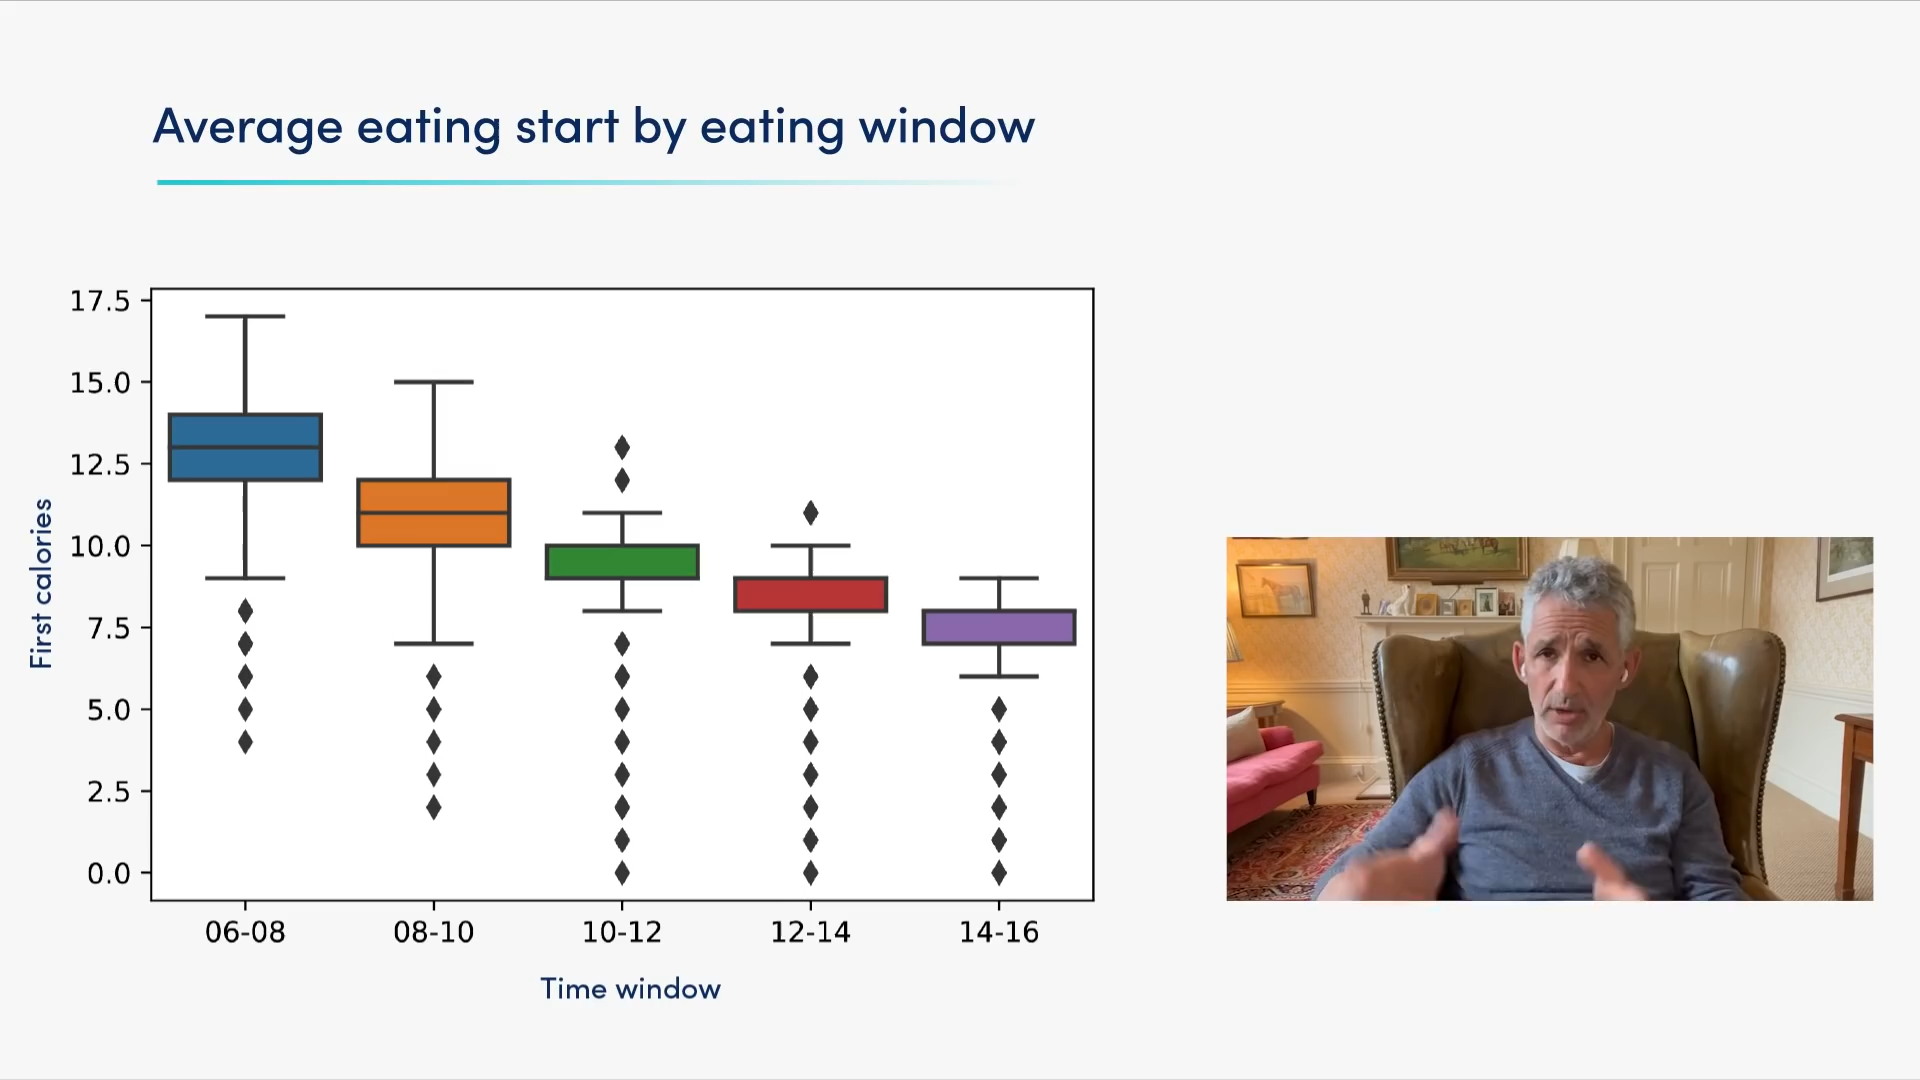 Average eating start by eating window
17.5
15.0
12.5
10.0
7.5
5.0
2.5
0.0
First calories
06-08 08-10 10-12 12-14 14-16
Time window